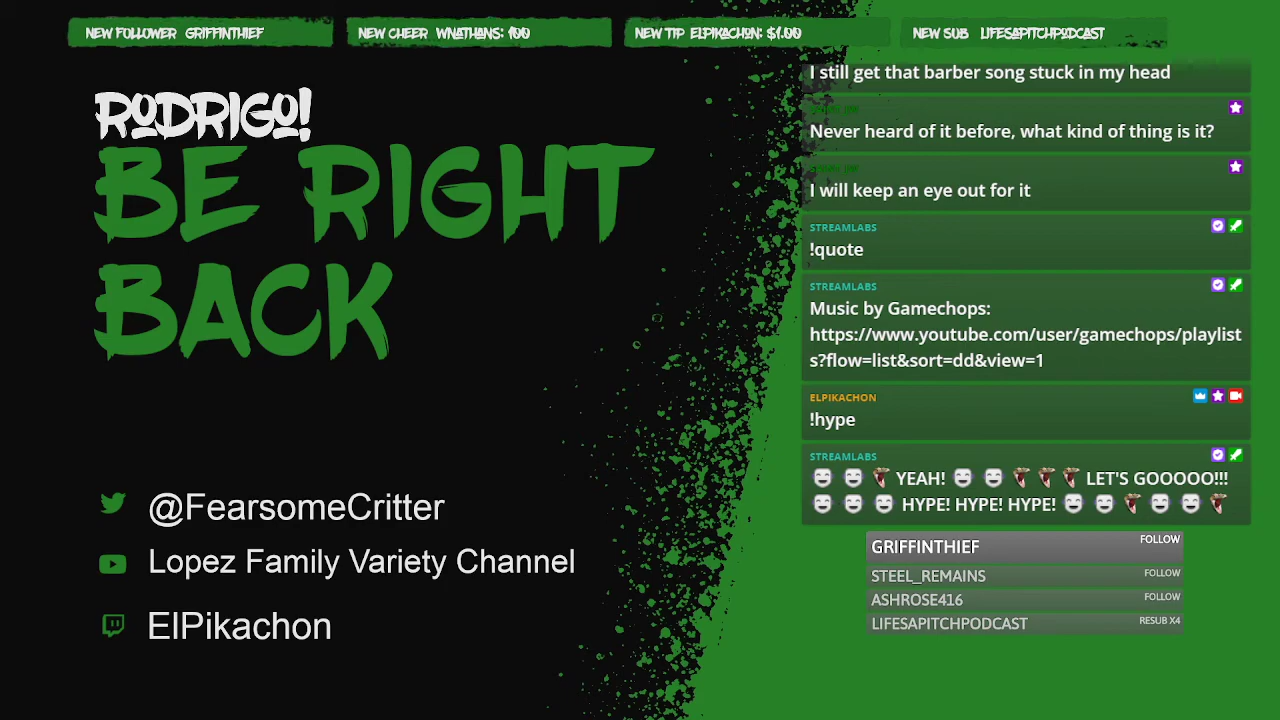 NEW FOLLOWER GRIFFINTHIEF
NEW CHEER WNATHANS: 100
NEW TIP ELPIKACHON: $1.00
NEW SUB LIFESAPITCHPODCAST
RODRIGO!
BE RIGHT
BACK
@FearsomeCritter
Lopez Family Variety Channel
ElPikachon
I still get that barber song stuck in my head
Never heard of it before, what kind of thing is it?
I will keep an eye out for it
STREAMLABS
!quote
STREAMLABS
Music by Gamechops:
https://www.youtube.com/user/gamechops/playlist
s?flow=list&sort=dd&view=1
ELPIKACHON
!hype
STREAMLABS
YEAH! LET'S GOOOOO!!!
HYPE! HYPE! HYPE!
GRIFFINTHIEF FOLLOW
STEEL_REMAINS FOLLOW
ASHROSE416 FOLLOW
LIFESAPITCHPODCAST RESUB X4